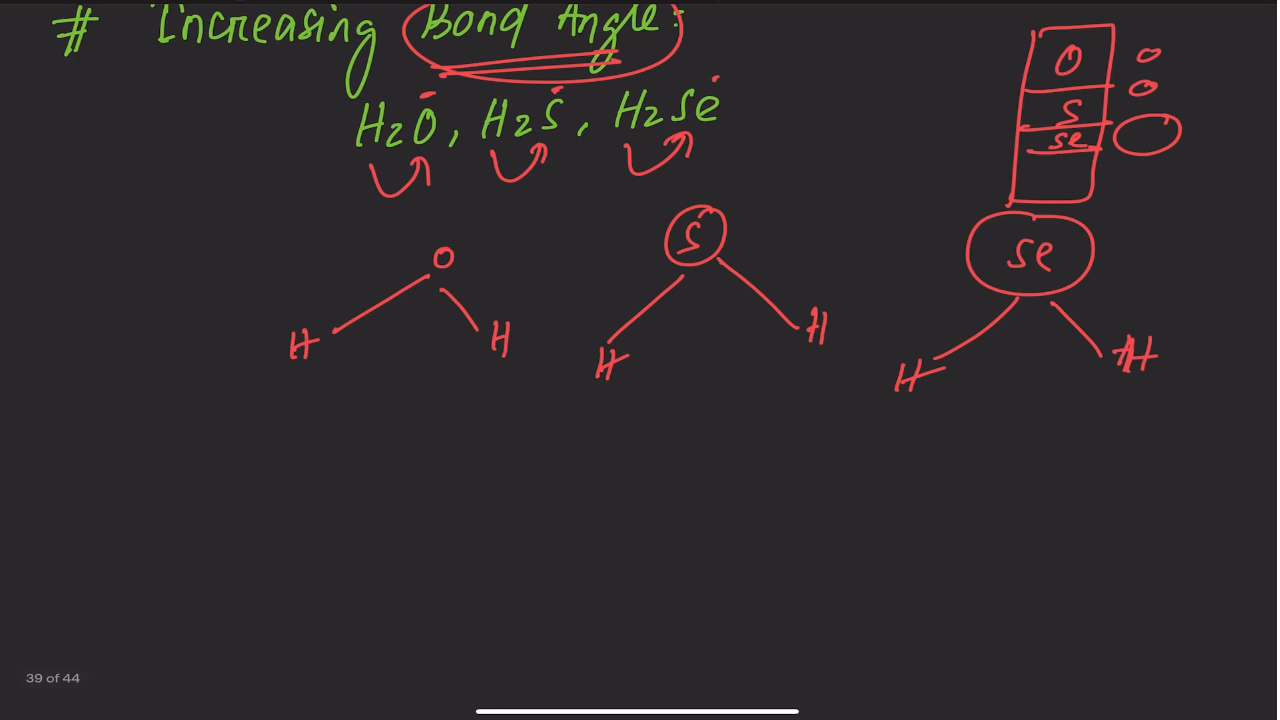 # Increasing Bond Angle:
H2O, H2S, H2Se
O
S
Se
O
H H
S
H H
Se
H H
39 of 44